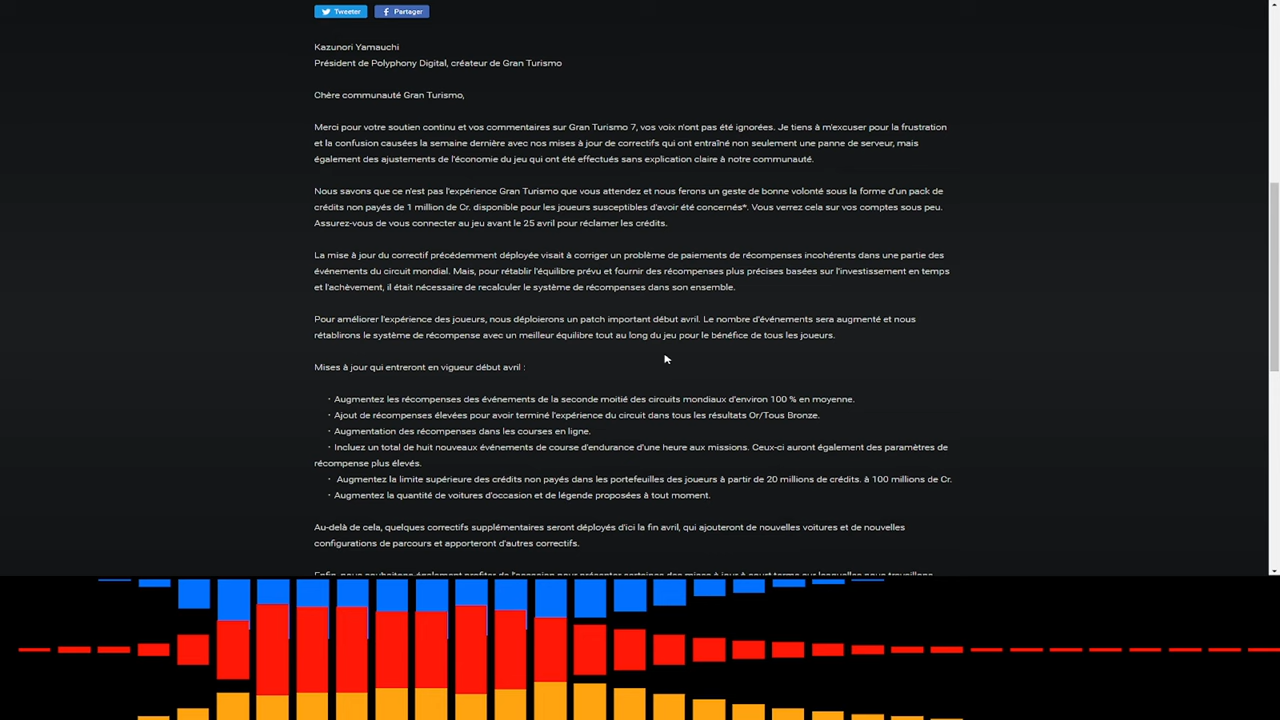 Tweeter
Partager
Kazunori Yamauchi
Président de Polyphony Digital, créateur de Gran Turismo
Chère communauté Gran Turismo,
Merci pour votre soutien continu et vos commentaires sur Gran Turismo 7, vos voix n'ont pas été ignorées. Je tiens à m'excuser pour la frustration
et la confusion causées la semaine dernière avec nos mises à jour de correctifs qui ont entraîné non seulement une panne de serveur, mais
également des ajustements de l'économie du jeu qui ont été effectués sans explication claire à notre communauté.
Nous savons que ce n'est pas l'expérience Gran Turismo que vous attendez et nous ferons un geste de bonne volonté sous la forme d'un pack de
crédits non payés de 1 million de Cr. disponible pour les joueurs susceptibles d'avoir été concernés*. Vous verrez cela sur vos comptes sous peu.
Assurez-vous de vous connecter au jeu avant le 25 avril pour réclamer les crédits.
La mise à jour du correctif précédemment déployée visait à corriger un problème de paiements de récompenses incohérents dans une partie des
événements du circuit mondial. Mais, pour rétablir l'équilibre prévu et fournir des récompenses plus précises basées sur l'investissement en temps
et l'achèvement, il était nécessaire de recalculer le système de récompenses dans son ensemble.
Pour améliorer l'expérience des joueurs, nous déploierons un patch important début avril. Le nombre d'événements sera augmenté et nous
rétablirons le système de récompense avec un meilleur équilibre tout au long du jeu pour le bénéfice de tous les joueurs.
Mises à jour qui entreront en vigueur début avril :
・Augmentez les récompenses des événements de la seconde moitié des circuits mondiaux d'environ 100 % en moyenne.
・Ajout de récompenses élevées pour avoir terminé l'expérience du circuit dans tous les résultats Or/Tous Bronze.
・Augmentation des récompenses dans les courses en ligne.
・Incluez un total de huit nouveaux événements de course d'endurance d'une heure aux missions. Ceux-ci auront également des paramètres de
récompense plus élevés.
・ Augmentez la limite supérieure des crédits non payés dans les portefeuilles des joueurs à partir de 20 millions de crédits. à 100 millions de Cr.
・Augmentez la quantité de voitures d'occasion et de légende proposées à tout moment.
Au-delà de cela, quelques correctifs supplémentaires seront déployés d'ici la fin avril, qui ajouteront de nouvelles voitures et de nouvelles
configurations de parcours et apporteront d'autres correctifs.
Enfin, nous souhaitons également profiter de l'occasion pour présenter certaines des mises à jour à court terme sur lesquelles nous travaillons.